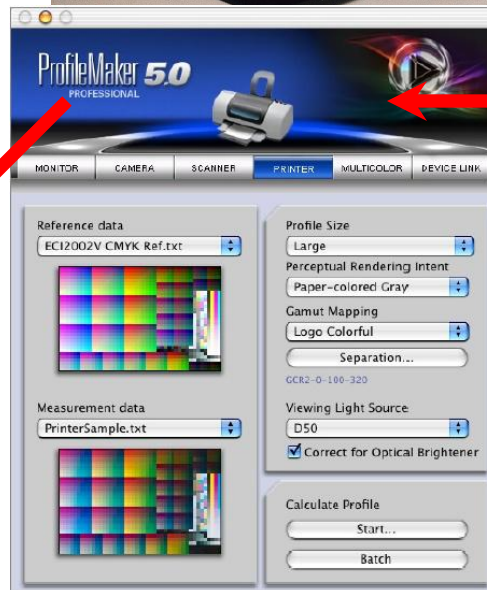 ProfileMaker 5.0
PROFESSIONAL
MONITOR CAMERA SCANNER PRINTER MULTICOLOR DEVICE LINK
Reference data
ECI2002V CMYK Ref.txt
Measurement data
PrinterSample.txt
Profile Size
Large
Perceptual Rendering Intent
Paper-colored Gray
Gamut Mapping
Logo Colorful
Separation...
GCR2-0-100-320
Viewing Light Source
D50
Correct for Optical Brightener
Calculate Profile
Start...
Batch